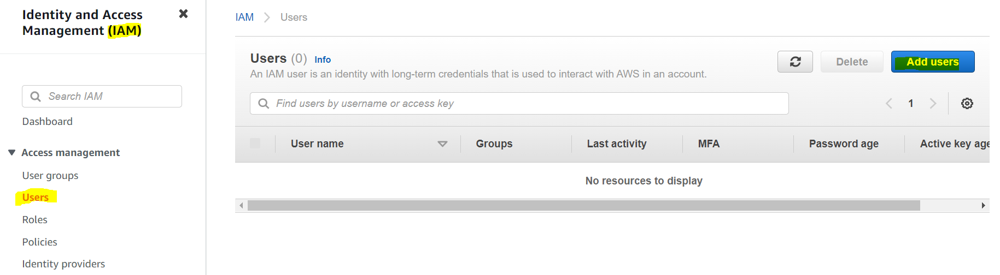 Identity and Access
Management (IAM)
Search IAM
Dashboard
Access management
User groups
Users
Roles
Policies
Identity providers
IAM > Users
Users (0) Info
An IAM user is an identity with long-term credentials that is used to interact with AWS in an account.
Delete
Add users
Find users by username or access key
1
User name Groups Last activity MFA Password age Active key age
No resources to display